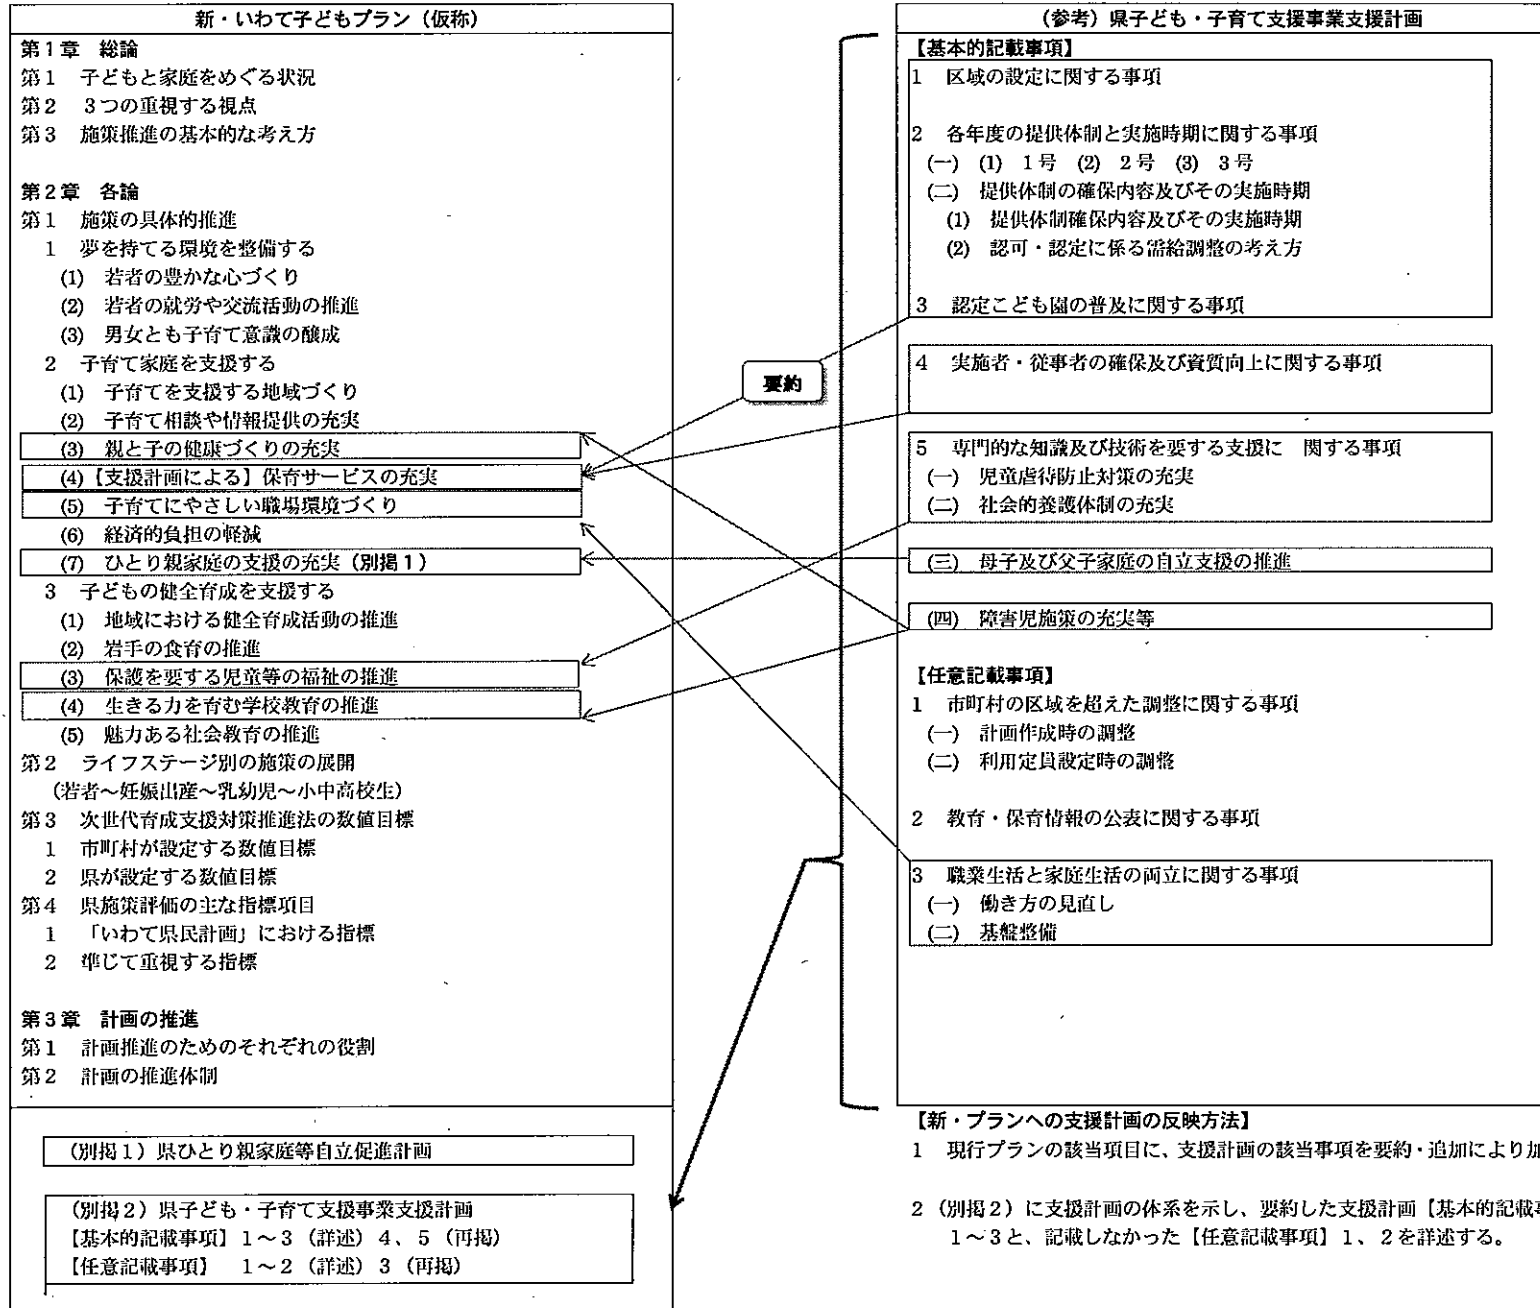 新・いわて子どもプラン（仮称）
第1章　総論
第1　子どもと家庭をめぐる状況
第2　3つの重視する視点
第3　施策推進の基本的な考え方
第2章　各論
第1　施策の具体的推進
1　夢を持てる環境を整備する
(1)　若者の豊かな心づくり
(2)　若者の就労や交流活動の推進
(3)　男女とも子育て意識の醸成
2　子育て家庭を支援する
(1)　子育てを支援する地域づくり
(2)　子育て相談や情報提供の充実
(3)　親と子の健康づくりの充実
(4)【支援計画による】保育サービスの充実
(5)　子育てにやさしい職場環境づくり
(6)　経済的負担の軽減
(7)　ひとり親家庭の支援の充実（別掲1）
3　子どもの健全育成を支援する
(1)　地域における健全育成活動の推進
(2)　岩手の食育の推進
(3)　保護を要する児童等の福祉の推進
(4)　生きる力を育む学校教育の推進
(5)　魅力ある社会教育の推進
第2　ライフステージ別の施策の展開
（若者～妊娠出産～乳幼児～小中高校生）
第3　次世代育成支援対策推進法の数値目標
1　市町村が設定する数値目標
2　県が設定する数値目標
第4　県施策評価の主な指標項目
1　「いわて県民計画」における指標
2　準じて重視する指標
第3章　計画の推進
第1　計画推進のためのそれぞれの役割
第2　計画の推進体制
（別掲1）県ひとり親家庭等自立促進計画
（別掲2）県子ども・子育て支援事業支援計画
【基本的記載事項】1～3（詳述）4、5（再掲）
【任意記載事項】　1～2（詳述）3（再掲）
要約
（参考）県子ども・子育て支援事業支援計画
【基本的記載事項】
1　区域の設定に関する事項
2　各年度の提供体制と実施時期に関する事項
(一)　(1)　1号　(2)　2号　(3)　3号
(二)　提供体制の確保内容及びその実施時期
(1)　提供体制確保内容及びその実施時期
(2)　認可・認定に係る需給調整の考え方
3　認定こども園の普及に関する事項
4　実施者・従事者の確保及び資質向上に関する事項
5　専門的な知識及び技術を要する支援に　関する事項
(一)　児童虐待防止対策の充実
(二)　社会的養護体制の充実
(三)　母子及び父子家庭の自立支援の推進
(四)　障害児施策の充実等
【任意記載事項】
1　市町村の区域を超えた調整に関する事項
(一)　計画作成時の調整
(二)　利用定員設定時の調整
2　教育・保育情報の公表に関する事項
3　職業生活と家庭生活の両立に関する事項
(一)　働き方の見直し
(二)　基盤整備
【新・プランへの支援計画の反映方法】
1　現行プランの該当項目に、支援計画の該当事項を要約・追加により加
2（別掲2）に支援計画の体系を示し、要約した支援計画【基本的記載事
1～3と、記載しなかった【任意記載事項】1、2を詳述する。